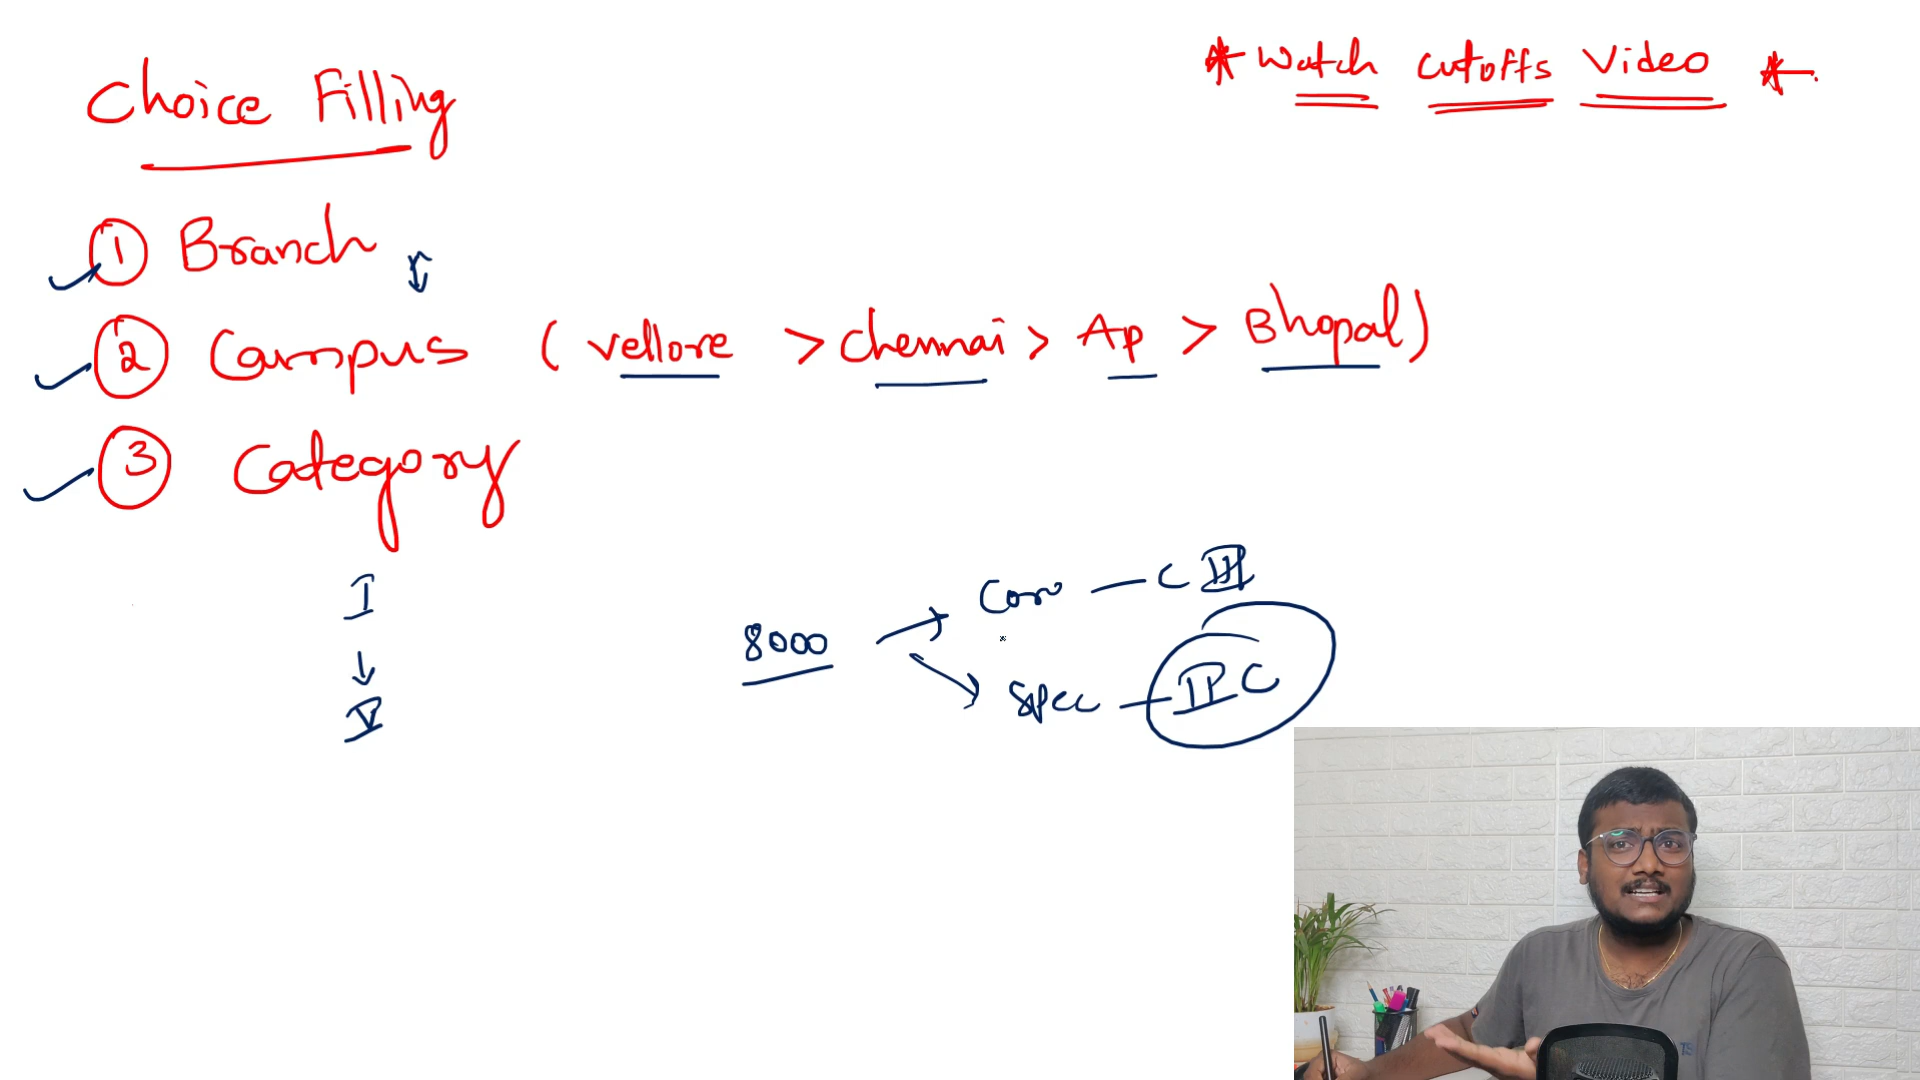 Choice Filling
* Watch cutoffs Video *
1 Branch
2 Campus (vellore > chennai > Ap > Bhopal)
3 Category
I
↓
V
8000 → Core — C III
→ Spec — II C